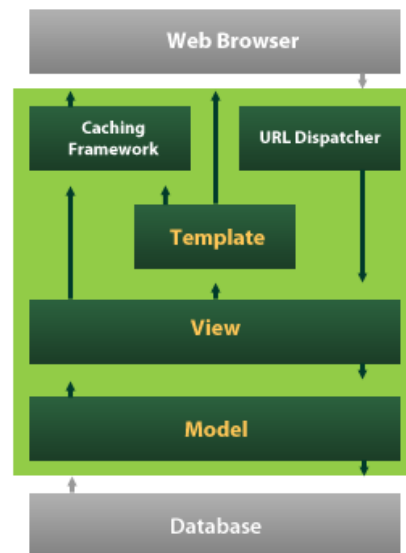 Web Browser
Caching
Framework
URL Dispatcher
Template
View
Model
Database